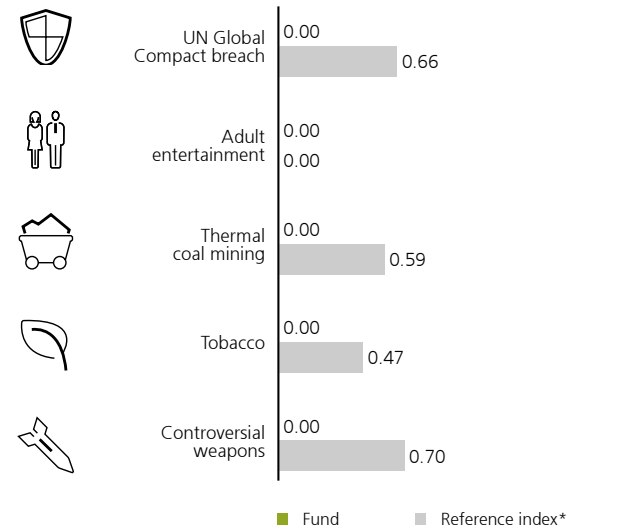 UN Global
Compact breach
0.00
0.66
Adult
entertainment
0.00
0.00
Thermal
coal mining
0.00
0.59
Tobacco
0.00
0.47
Controversial
weapons
0.00
0.70
Fund
Reference index*